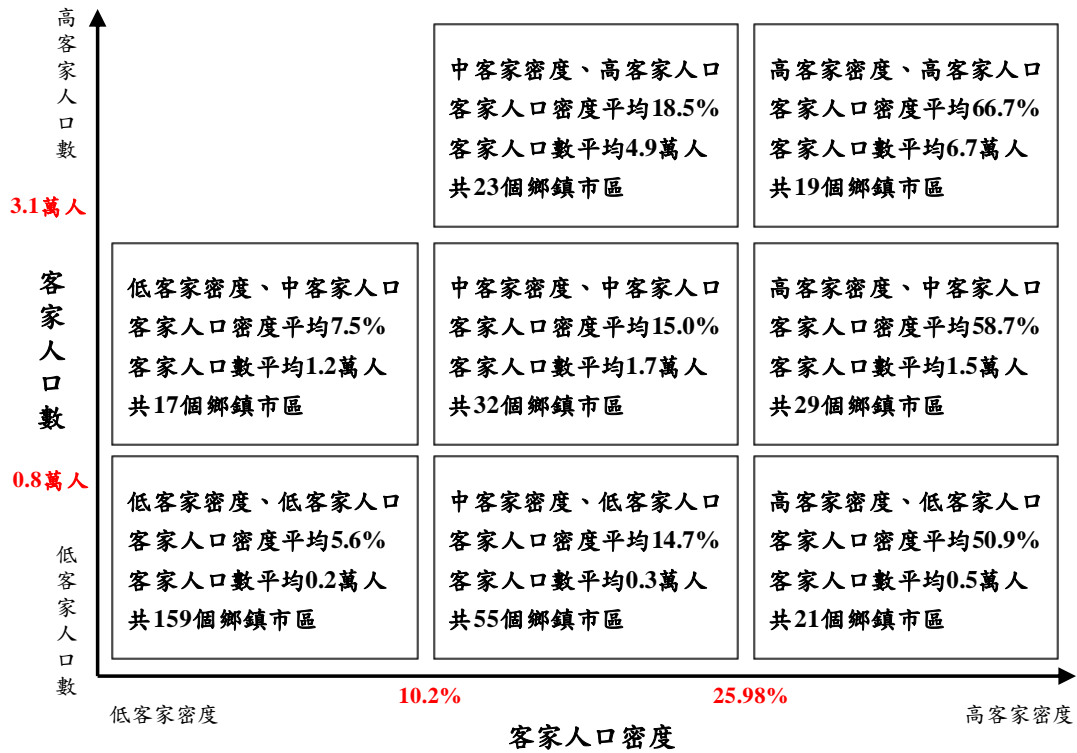 高客家人口數
中客家密度、高客家人口
客家人口密度平均18.5%
客家人口數平均4.9萬人
共23個鄉鎮市區
高客家密度、高客家人口
客家人口密度平均66.7%
客家人口數平均6.7萬人
共19個鄉鎮市區
3.1萬人
客家人口數
低客家密度、中客家人口
客家人口密度平均7.5%
客家人口數平均1.2萬人
共17個鄉鎮市區
中客家密度、中客家人口
客家人口密度平均15.0%
客家人口數平均1.7萬人
共32個鄉鎮市區
高客家密度、中客家人口
客家人口密度平均58.7%
客家人口數平均1.5萬人
共29個鄉鎮市區
0.8萬人
低客家人口數
低客家密度、低客家人口
客家人口密度平均5.6%
客家人口數平均0.2萬人
共159個鄉鎮市區
中客家密度、低客家人口
客家人口密度平均14.7%
客家人口數平均0.3萬人
共55個鄉鎮市區
高客家密度、低客家人口
客家人口密度平均50.9%
客家人口數平均0.5萬人
共21個鄉鎮市區
10.2%
25.98%
低客家密度
高客家密度
客家人口密度